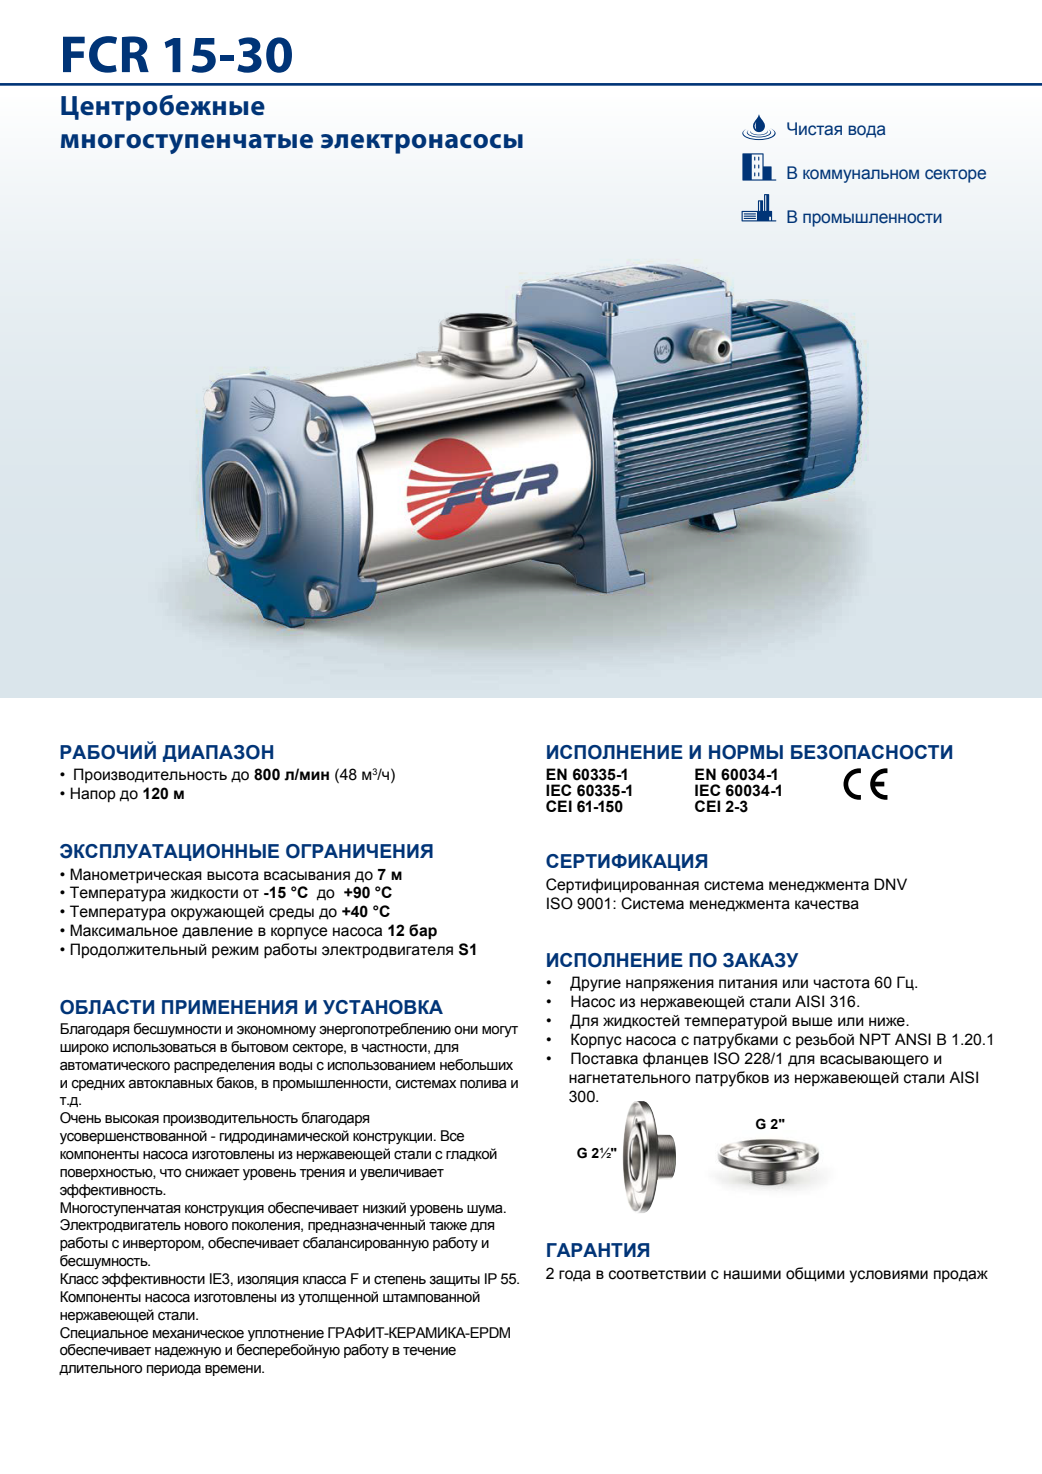 FCR 15-30
Центробежные
многоступенчатые электронасосы
Чистая вода
В коммунальном секторе
В промышленности
FCR
РАБОЧИЙ ДИАПАЗОН
• Производительность до 800 л/мин (48 м³/ч)
• Напор до 120 м
ЭКСПЛУАТАЦИОННЫЕ ОГРАНИЧЕНИЯ
• Манометрическая высота всасывания до 7 м
• Температура жидкости от -15 °C до +90 °C
• Температура окружающей среды до +40 °C
• Максимальное давление в корпусе насоса 12 бар
• Продолжительный режим работы электродвигателя S1
ОБЛАСТИ ПРИМЕНЕНИЯ И УСТАНОВКА
Благодаря бесшумности и экономному энергопотреблению они могут
широко использоваться в бытовом секторе, в частности, для
автоматического распределения воды с использованием небольших
и средних автоклавных баков, в промышленности, системах полива и
т.д.
Очень высокая производительность благодаря
усовершенствованной - гидродинамической конструкции. Все
компоненты насоса изготовлены из нержавеющей стали с гладкой
поверхностью, что снижает уровень трения и увеличивает
эффективность.
Многоступенчатая конструкция обеспечивает низкий уровень шума.
Электродвигатель нового поколения, предназначенный также для
работы с инвертором, обеспечивает сбалансированную работу и
бесшумность.
Класс эффективности IE3, изоляция класса F и степень защиты IP 55.
Компоненты насоса изготовлены из утолщенной штампованной
нержавеющей стали.
Специальное механическое уплотнение ГРАФИТ-КЕРАМИКА-EPDM
обеспечивает надежную и бесперебойную работу в течение
длительного периода времени.
ИСПОЛНЕНИЕ И НОРМЫ БЕЗОПАСНОСТИ
EN 60335-1 EN 60034-1
IEC 60335-1 IEC 60034-1
CEI 61-150 CEI 2-3
CE
СЕРТИФИКАЦИЯ
Сертифицированная система менеджмента DNV
ISO 9001: Система менеджмента качества
ИСПОЛНЕНИЕ ПО ЗАКАЗУ
• Другие напряжения питания или частота 60 Гц.
• Насос из нержавеющей стали AISI 316.
• Для жидкостей температурой выше или ниже.
• Корпус насоса с патрубками с резьбой NPT ANSI B 1.20.1
• Поставка фланцев ISO 228/1 для всасывающего и
нагнетательного патрубков из нержавеющей стали AISI
300.
G 2½"
G 2"
ГАРАНТИЯ
2 года в соответствии с нашими общими условиями продаж